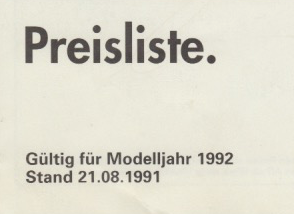 Preisliste.
Gültig für Modelljahr 1992
Stand 21.08.1991